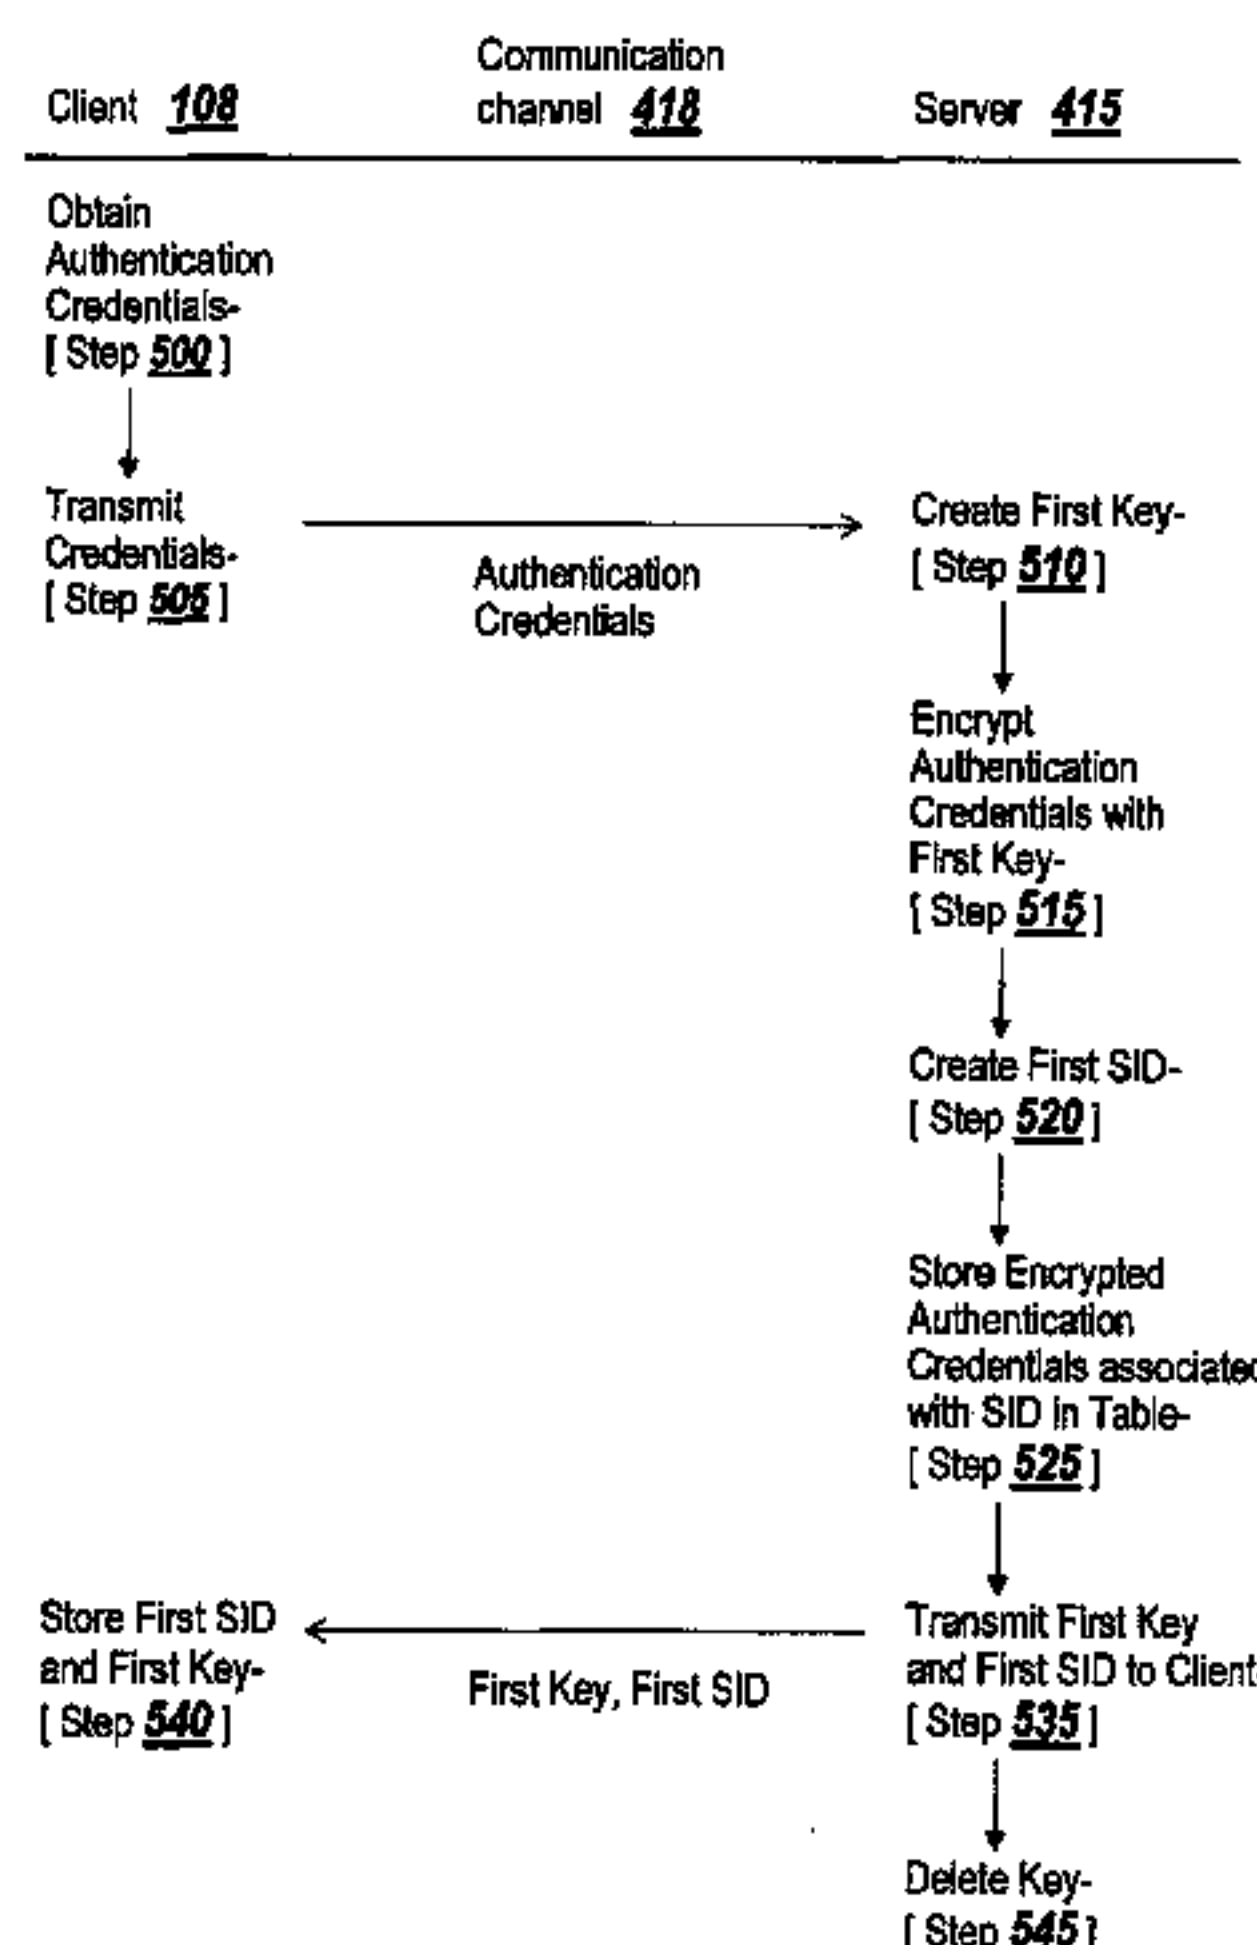 Client 108
Communication
channel 418
Server 415
Obtain
Authentication
Credentials-
[ Step 500 ]
Transmit
Credentials-
[ Step 505 ]
Authentication
Credentials
Create First Key-
[ Step 510 ]
Encrypt
Authentication
Credentials with
First Key-
[ Step 515 ]
Create First SID-
[ Step 520 ]
Store Encrypted
Authentication
Credentials associated
with SID in Table-
[ Step 525 ]
Transmit First Key
and First SID to Client-
[ Step 535 ]
First Key, First SID
Store First SID
and First Key-
[ Step 540 ]
Delete Key-
[ Step 545 ]